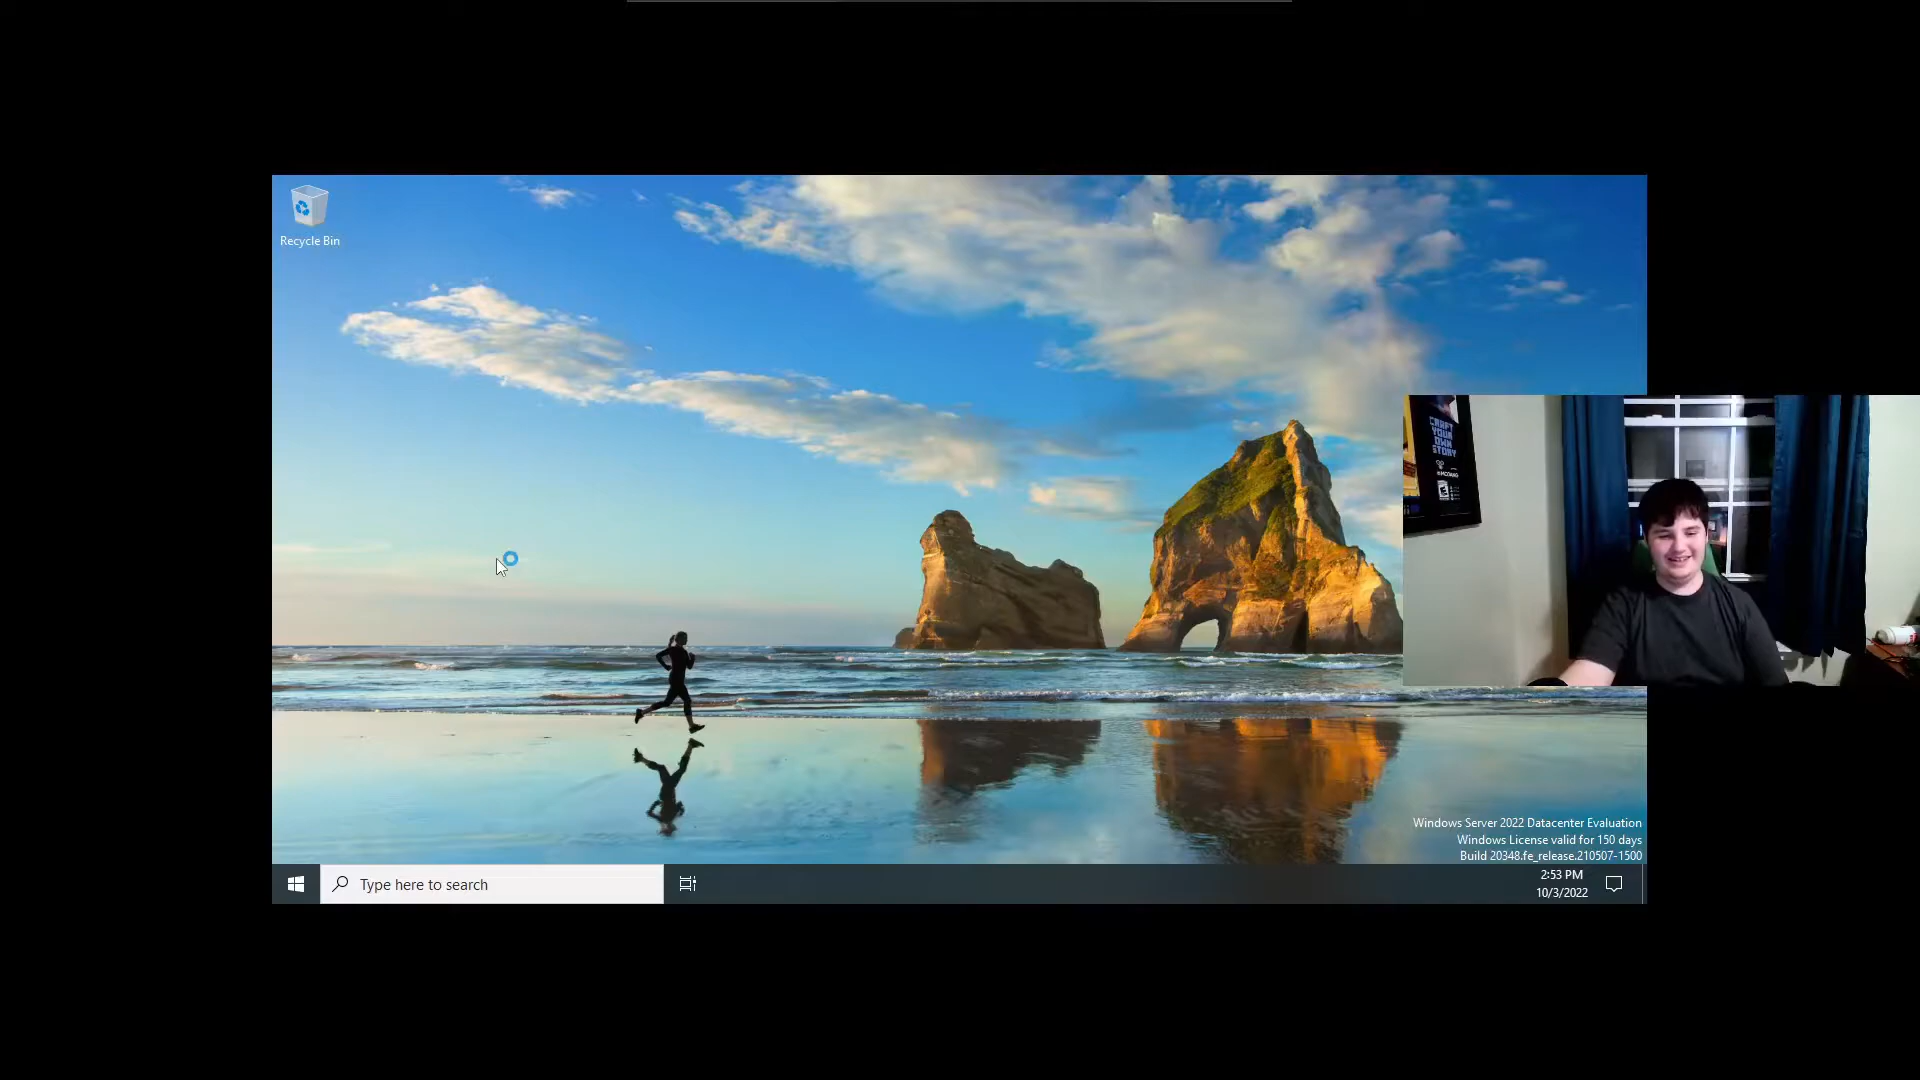 Recycle Bin
CRAFT
YOUR
OWN
STORY
Windows Server 2022 Datacenter Evaluation
Windows License valid for 150 days
Build 20348.fe_release.210507-1500
Type here to search
2:53 PM
10/3/2022